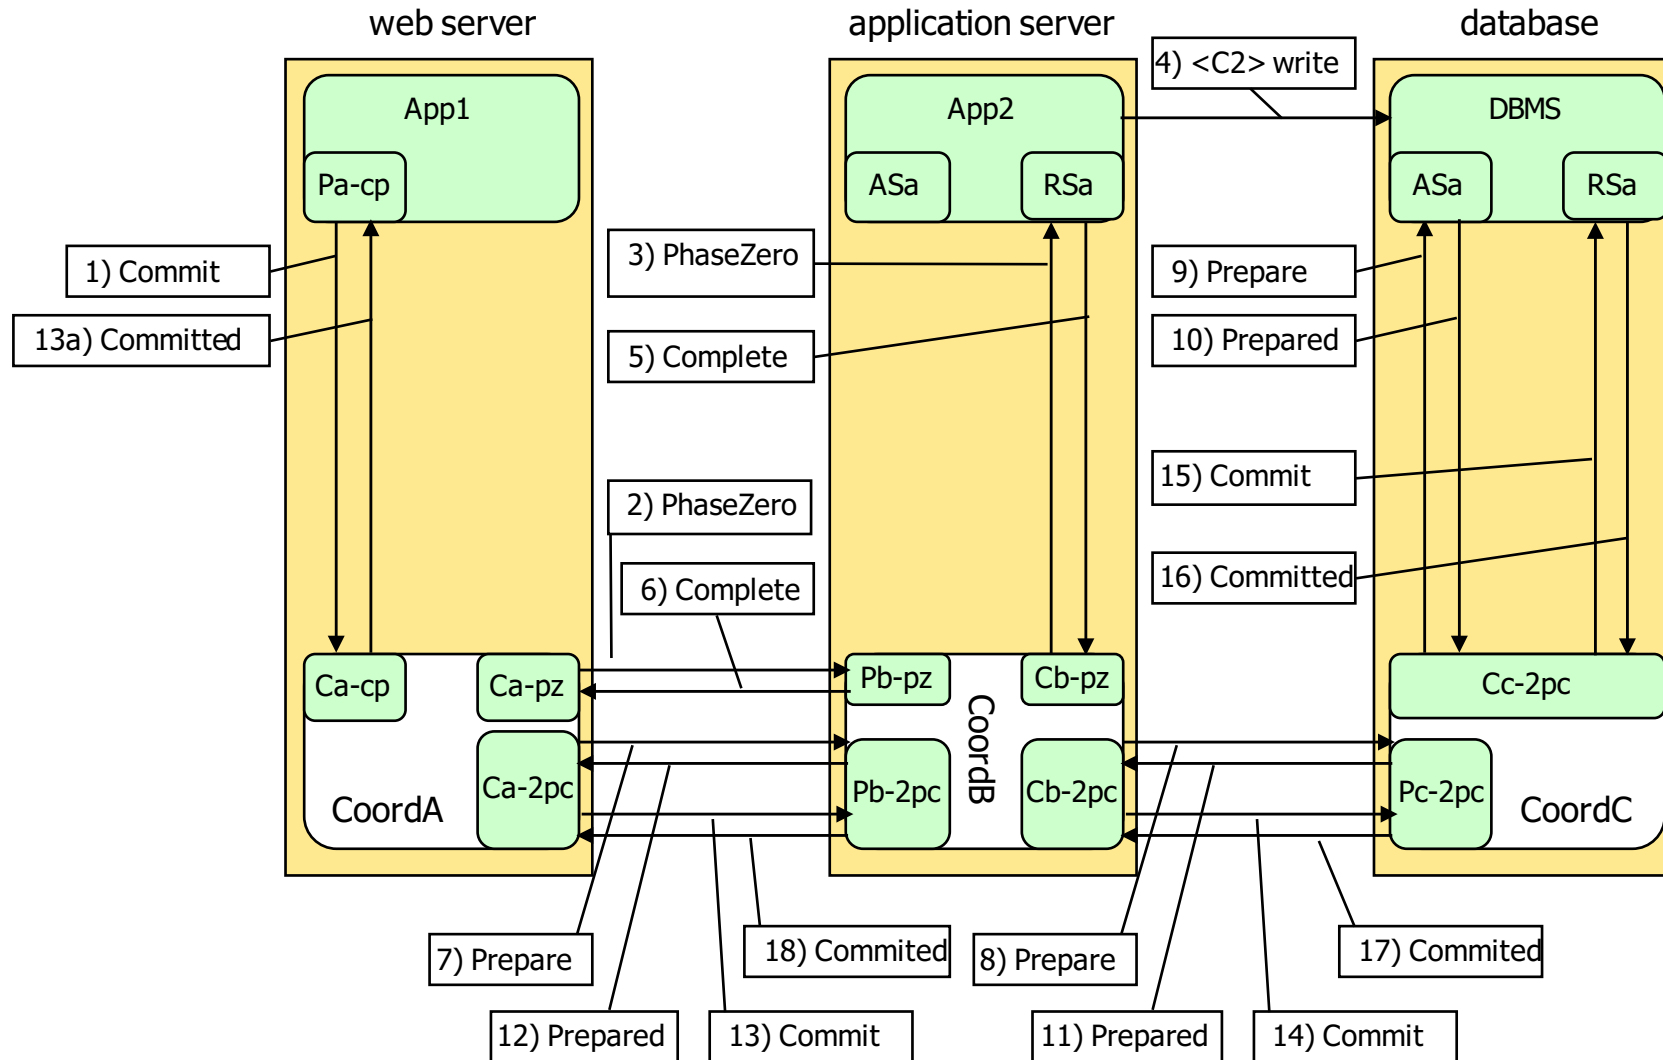 web server
application server
database
4) <C2> write
App1
App2
DBMS
Pa-cp
ASa
RSa
ASa
RSa
1) Commit
3) PhaseZero
9) Prepare
13a) Committed
5) Complete
10) Prepared
15) Commit
2) PhaseZero
6) Complete
16) Committed
Ca-cp
Ca-pz
Pb-pz
Cb-pz
Cc-2pc
CoordB
Ca-2pc
Pb-2pc
Cb-2pc
Pc-2pc
CoordA
CoordC
7) Prepare
18) Commited
8) Prepare
17) Commited
12) Prepared
13) Commit
11) Prepared
14) Commit